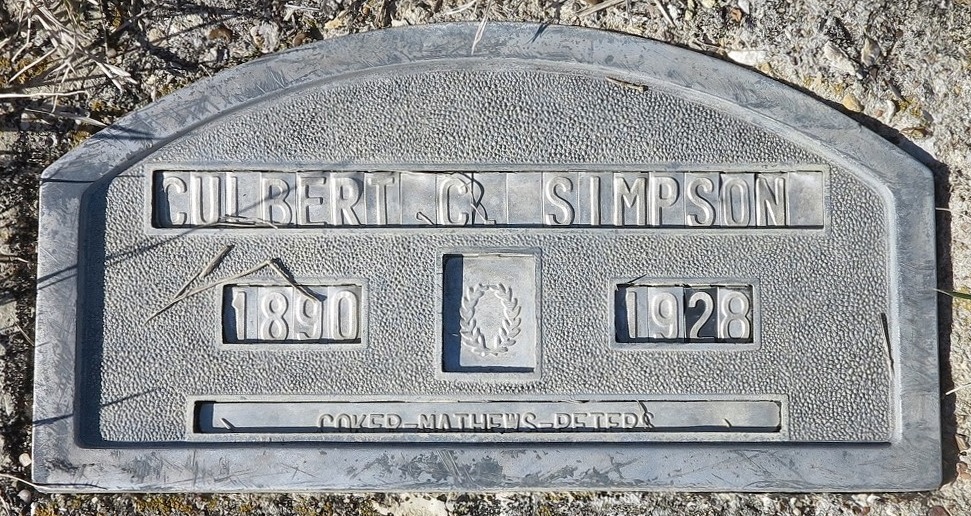 CULBERT C. SIMPSON
1890 1928
COKER-MATHEWS-PETERS